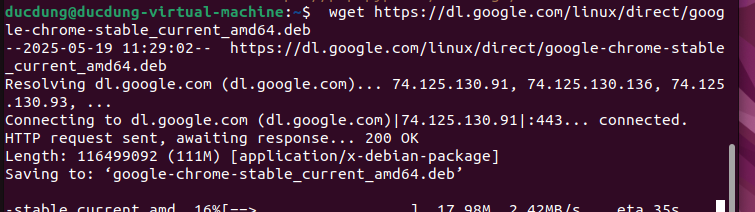 ducdung@ducdung-virtual-machine:~$  wget https://dl.google.com/linux/direct/goog
le-chrome-stable_current_amd64.deb
--2025-05-19 11:29:02--  https://dl.google.com/linux/direct/google-chrome-stable
_current_amd64.deb
Resolving dl.google.com (dl.google.com)... 74.125.130.91, 74.125.130.136, 74.125
.130.93, ...
Connecting to dl.google.com (dl.google.com)|74.125.130.91|:443... connected.
HTTP request sent, awaiting response... 200 OK
Length: 116499092 (111M) [application/x-debian-package]
Saving to: ‘google-chrome-stable_current_amd64.deb’
-stable_current_amd  16%[==>                 ]  17.98M  2.42MB/s    eta 35s